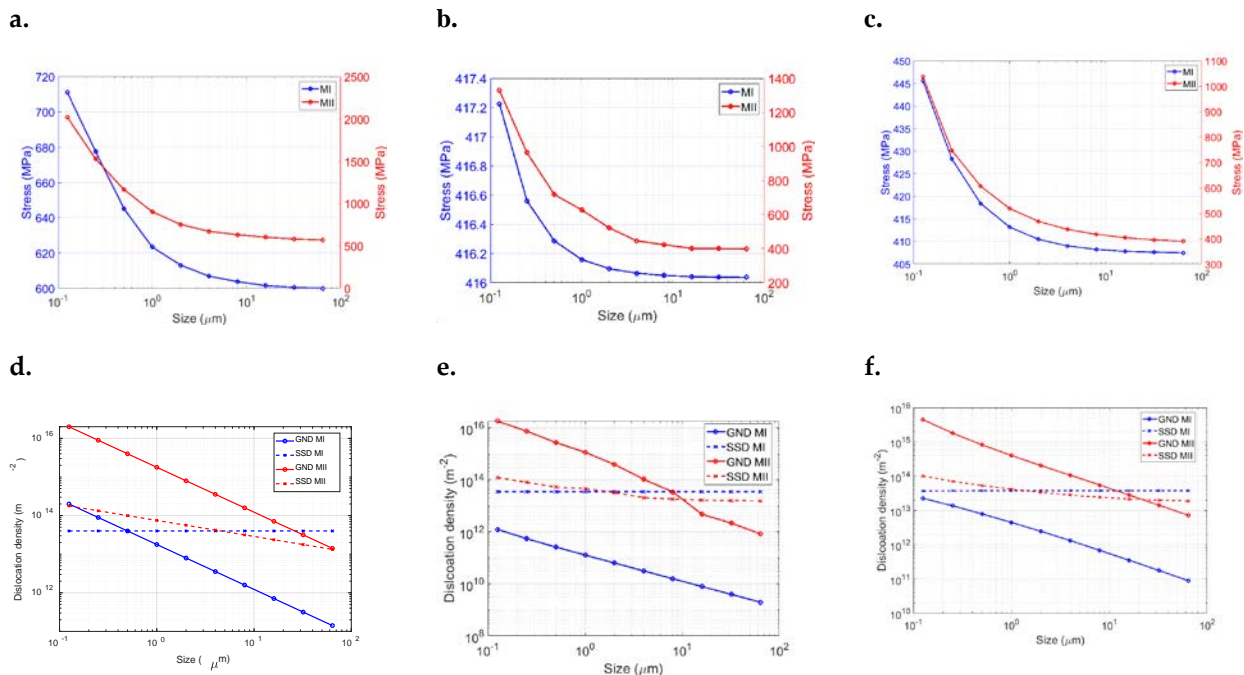 a.
b.
c.
720
700
680
660
640
620
600
Stress (MPa)
2500
2000
1500
1000
500
0
Stress (MPa)
MI
MII
10⁻¹ 10⁰ 10¹ 10²
Size (μm)
417.4
417.2
417
416.8
416.6
416.4
416.2
416
Stress (MPa)
1400
1200
1000
800
600
400
200
Stress (MPa)
MI
MII
10⁻¹ 10⁰ 10¹ 10²
Size (μm)
450
445
440
435
430
425
420
415
410
405
Stress (MPa)
1100
1000
900
800
700
600
500
400
300
Stress (MPa)
MI
MII
10⁻¹ 10⁰ 10¹ 10²
Size (μm)
d.
e.
f.
10¹⁶
10¹⁴
10¹²
Dislocation density (m
⁻²)
GND MI
SSD MI
GND MII
SSD MII
10⁻¹ 10⁰ 10¹ 10²
Size ( μm)
10¹⁶
10¹⁴
10¹²
10¹⁰
10⁸
Dislcoation density (m⁻²)
GND MI
SSD MI
GND MII
SSD MII
10⁻¹ 10⁰ 10¹ 10²
Size (μm)
10¹⁶
10¹⁵
10¹⁴
10¹³
10¹²
10¹¹
10¹⁰
Dislcoation density (m⁻²)
GND MI
SSD MI
GND MII
SSD MII
10⁻¹ 10⁰ 10¹ 10²
Size (μm)